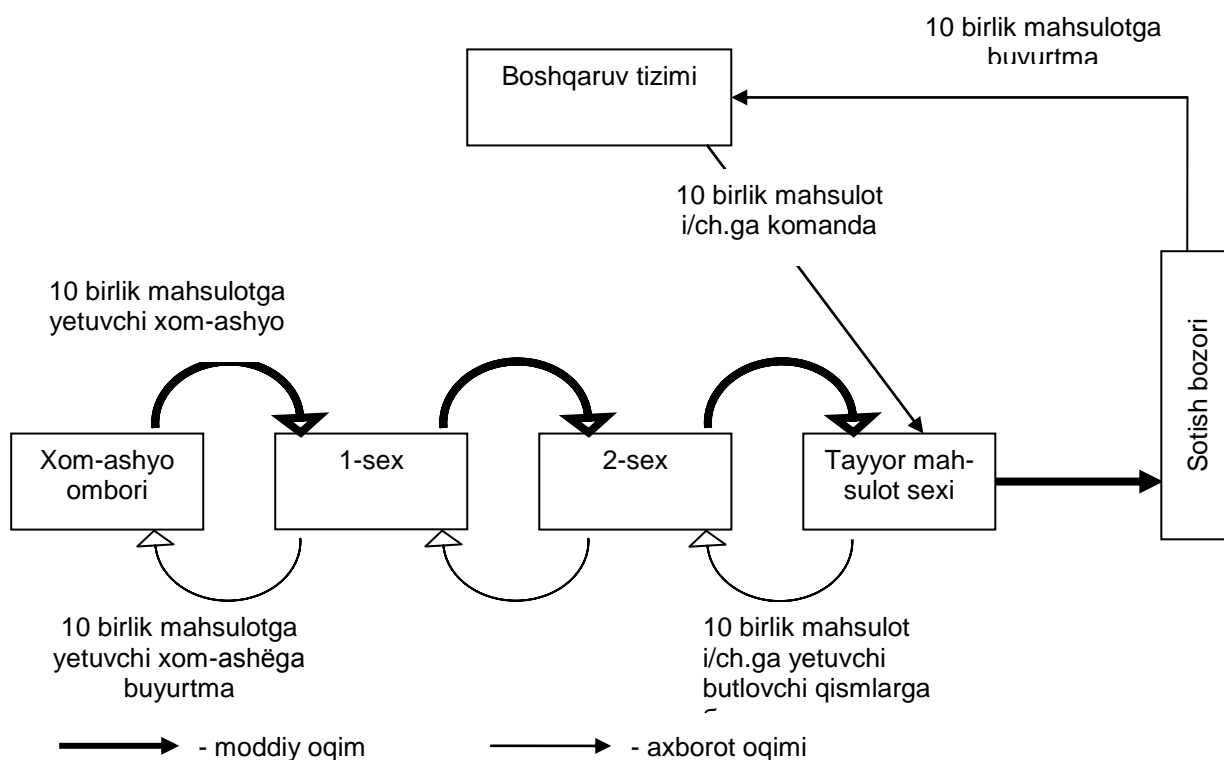 10 birlik mahsulotga
buyurtma
Boshqaruv tizimi
10 birlik mahsulot
i/ch.ga komanda
10 birlik mahsulotga
yetuvchi xom-ashyo
Sotish bozori
Xom-ashyo
ombori
1-sex
2-sex
Tayyor mah-
sulot sexi
10 birlik mahsulotga
yetuvchi xom-ashёga
buyurtma
10 birlik mahsulot
i/ch.ga yetuvchi
butlovchi qismlarga
- moddiy oqim
- axborot oqimi